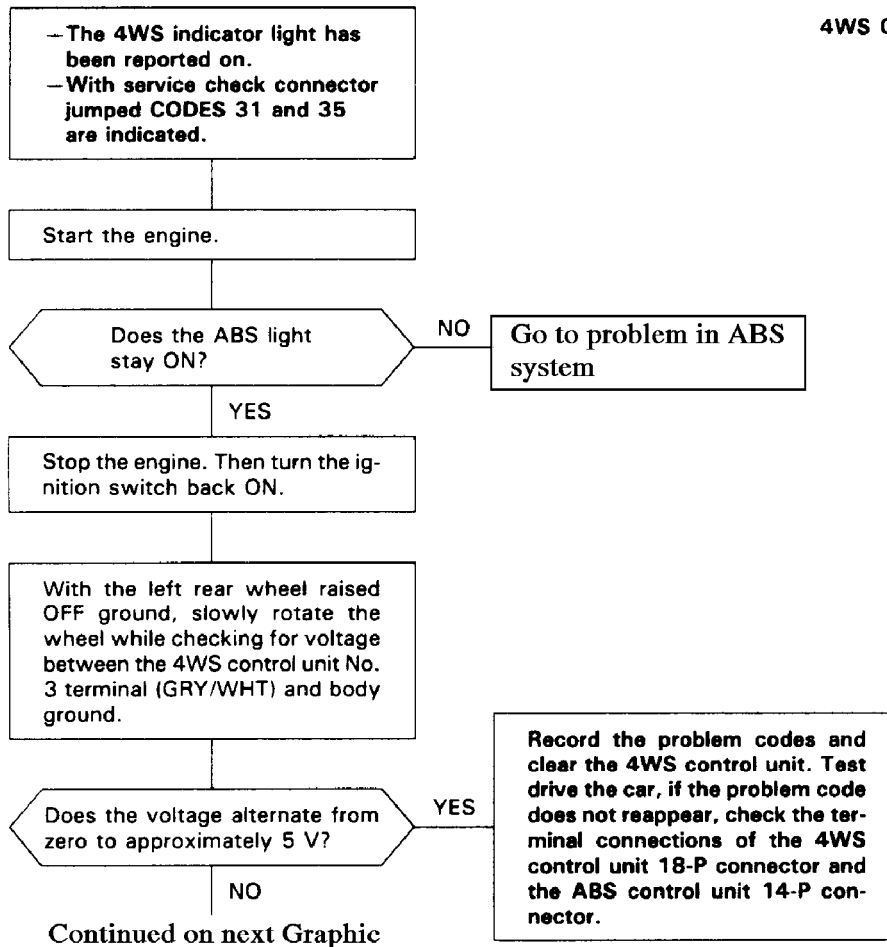 4WS
—The 4WS indicator light has
been reported on.
—With service check connector
jumped CODES 31 and 35
are indicated.
Start the engine.
Does the ABS light
stay ON?
NO
Go to problem in ABS
system
YES
Stop the engine. Then turn the ig-
nition switch back ON.
With the left rear wheel raised
OFF ground, slowly rotate the
wheel while checking for voltage
between the 4WS control unit No.
3 terminal (GRY/WHT) and body
ground.
Does the voltage alternate from
zero to approximately 5 V?
YES
Record the problem codes and
clear the 4WS control unit. Test
drive the car, if the problem code
does not reappear, check the ter-
minal connections of the 4WS
control unit 18-P connector and
the ABS control unit 14-P con-
nector.
NO
Continued on next Graphic